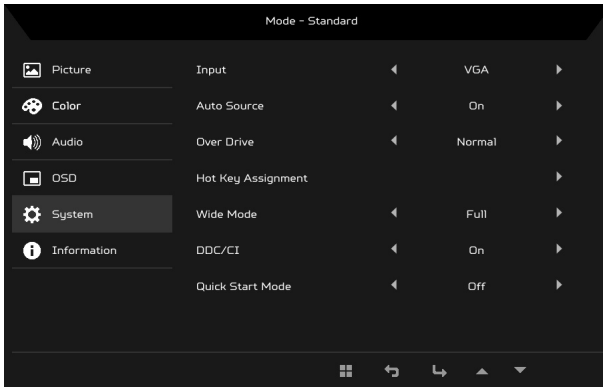 Mode - Standard
Picture Input VGA
Color Auto Source On
Audio Over Drive Normal
OSD Hot Key Assignment
System Wide Mode Full
Information DDC/CI On
Quick Start Mode Off